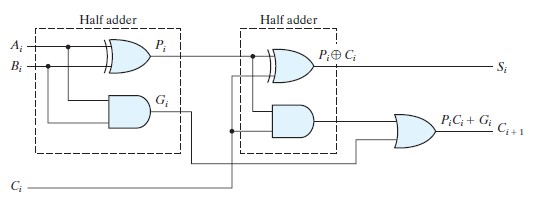 Half adder Half adder
A_i P_i P_i ⊕ C_i
B_i S_i
G_i P_iC_i + G_i C_{i+1}
C_i